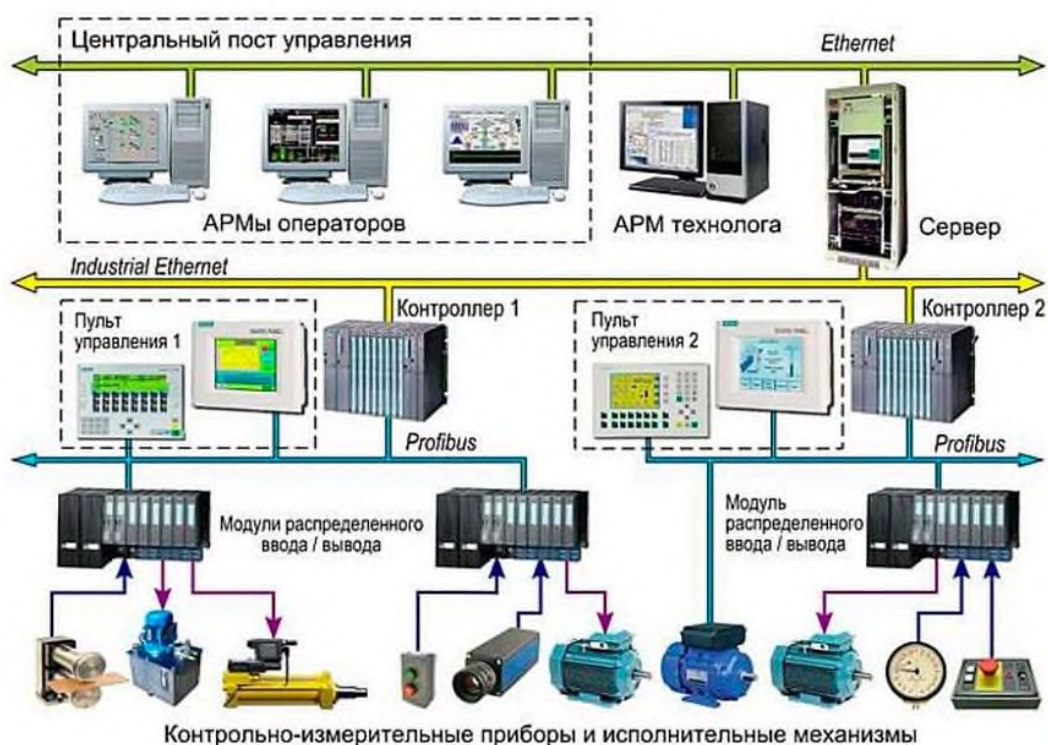 Центральный пост управления
Ethernet
АРМы операторов
АРМ технолога
Сервер
Industrial Ethernet
Пульт
управления 1
Контроллер 1
Пульт
управления 2
Контроллер 2
Profibus
Profibus
Модули распределенного
ввода / вывода
Модуль
распределенного
ввода / вывода
Контрольно-измерительные приборы и исполнительные механизмы